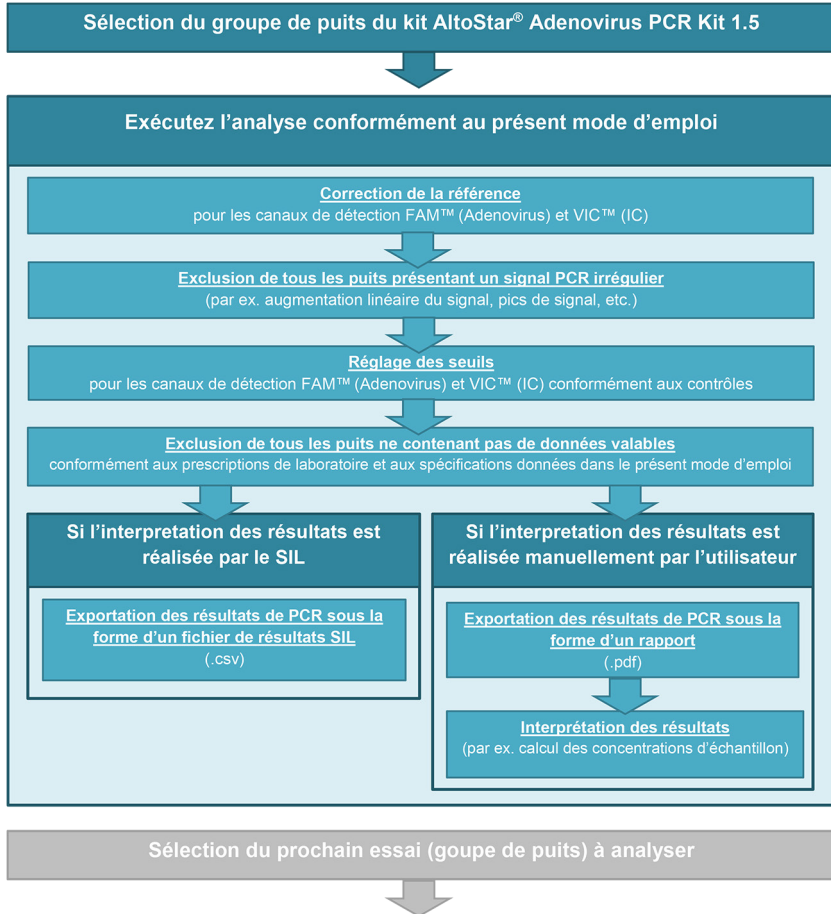 Sélection du groupe de puits du kit AltoStar® Adenovirus PCR Kit 1.5
Exécutez l’analyse conformément au présent mode d’emploi
Correction de la référence
pour les canaux de détection FAM™ (Adenovirus) et VIC™ (IC)
Exclusion de tous les puits présentant un signal PCR irrégulier
(par ex. augmentation linéaire du signal, pics de signal, etc.)
Réglage des seuils
pour les canaux de détection FAM™ (Adenovirus) et VIC™ (IC) conformément aux contrôles
Exclusion de tous les puits ne contenant pas de données valables
conformément aux prescriptions de laboratoire et aux spécifications données dans le présent mode d’emploi
Si l’interpretation des résultats est
réalisée par le SIL
Exportation des résultats de PCR sous la
forme d’un fichier de résultats SIL
(.csv)
Si l’interpretation des résultats est
réalisée manuellement par l’utilisateur
Exportation des résultats de PCR sous la
forme d’un rapport
(.pdf)
Interprétation des résultats
(par ex. calcul des concentrations d’échantillon)
Sélection du prochain essai (goupe de puits) à analyser